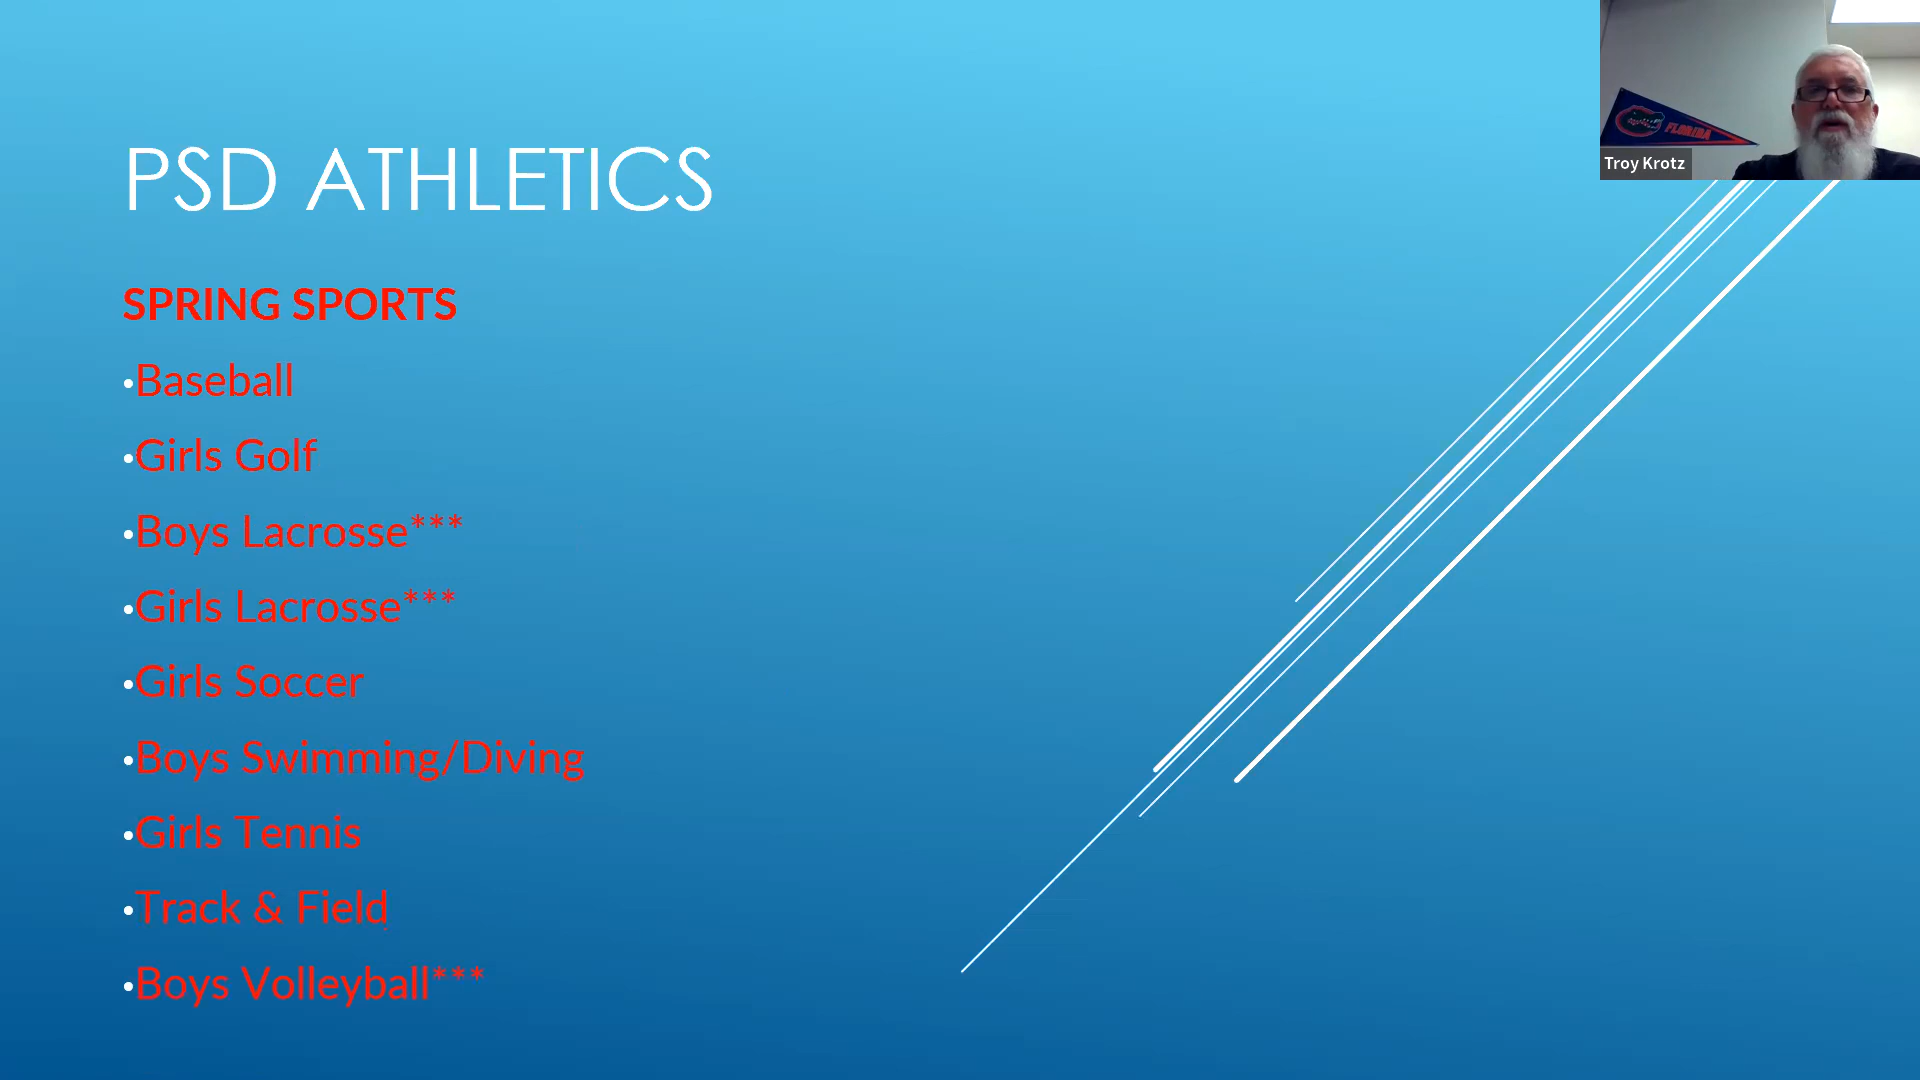 PSD ATHLETICS
SPRING SPORTS
•Baseball
•Girls Golf
•Boys Lacrosse***
•Girls Lacrosse***
•Girls Soccer
•Boys Swimming/Diving
•Girls Tennis
•Track & Field
•Boys Volleyball***
FLORIDA
Troy Krotz